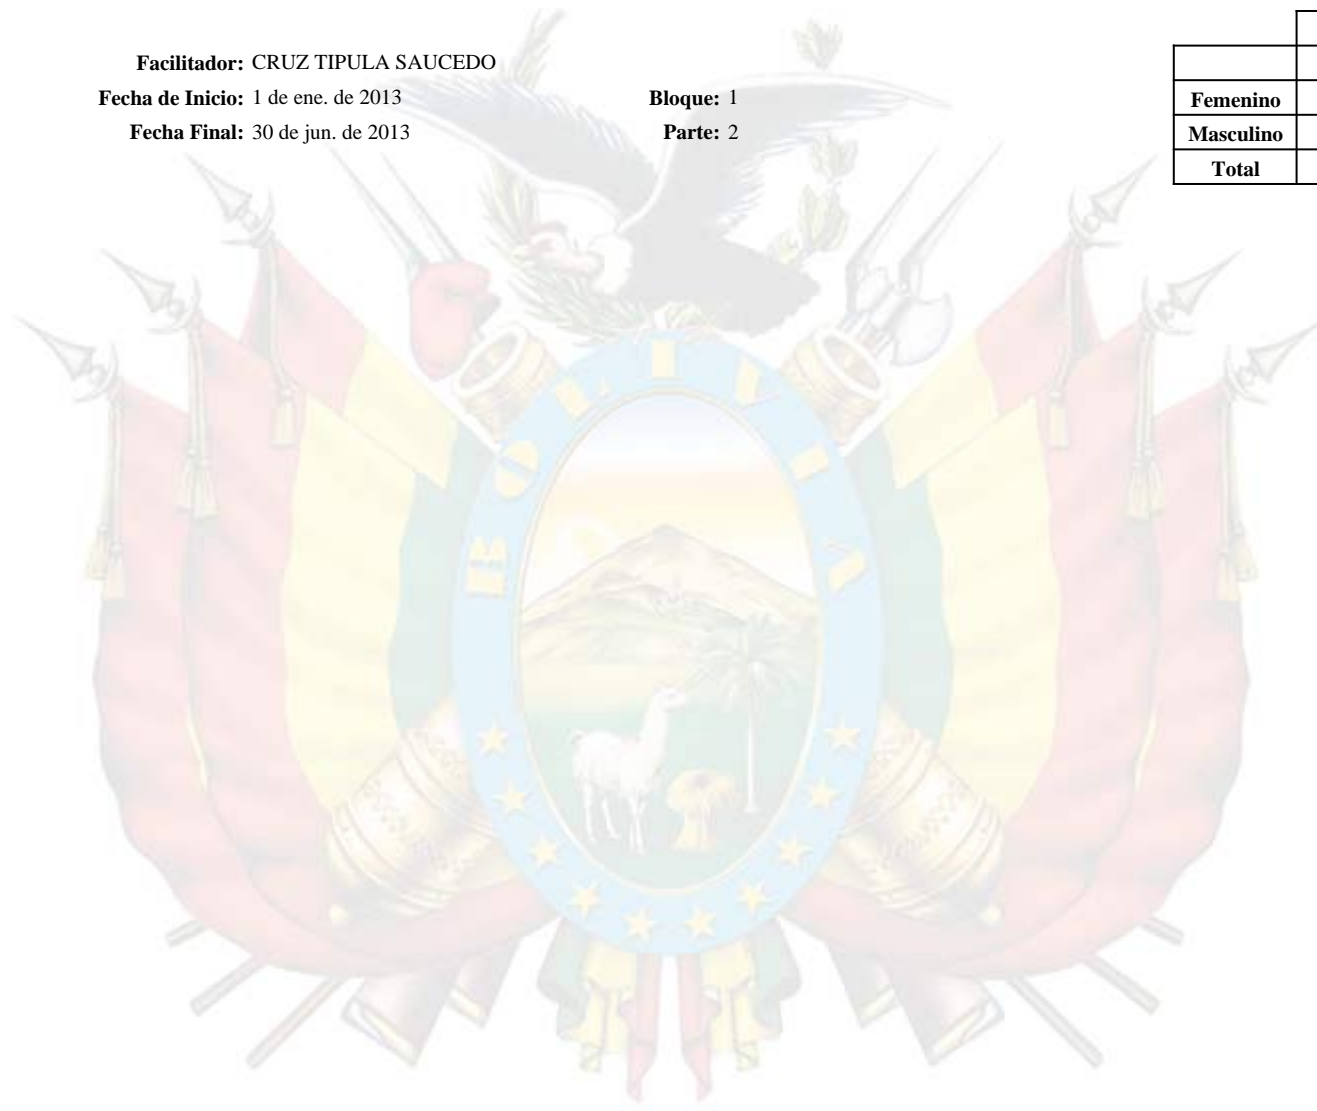 Facilitador: CRUZ TIPULA SAUCEDO
Fecha de Inicio: 1 de ene. de 2013 Bloque: 1
Fecha Final: 30 de jun. de 2013 Parte: 2
Femenino
Masculino
Total
BOLIVIA